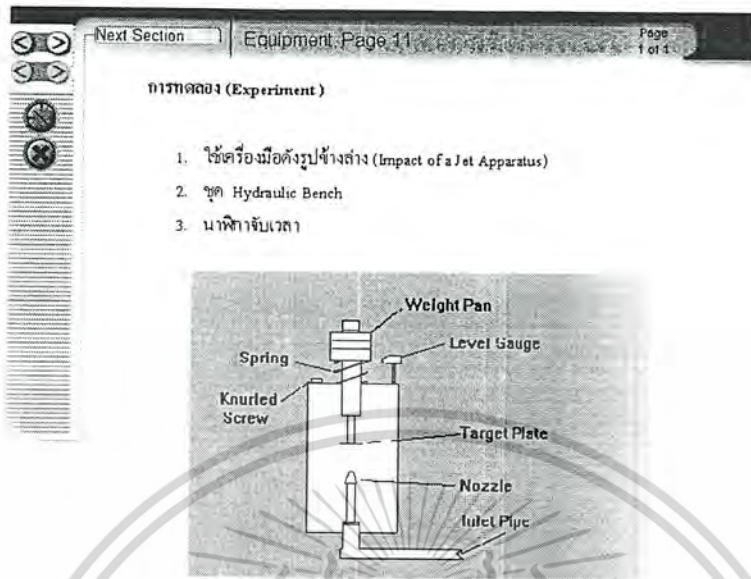 Next Section
Equipment, Page 11
Page
1 of 1
การทดลอง (Experiment )
1. ใช้เครื่องมือดังรูปข้างล่าง (Impact of a Jet Apparatus)
2. ชุด Hydraulic Bench
3. นาฬิกาจับเวลา
Weight Pan
Level Gauge
Spring
Knurled
Screw
Target Plate
Nozzle
Inlet Pipe